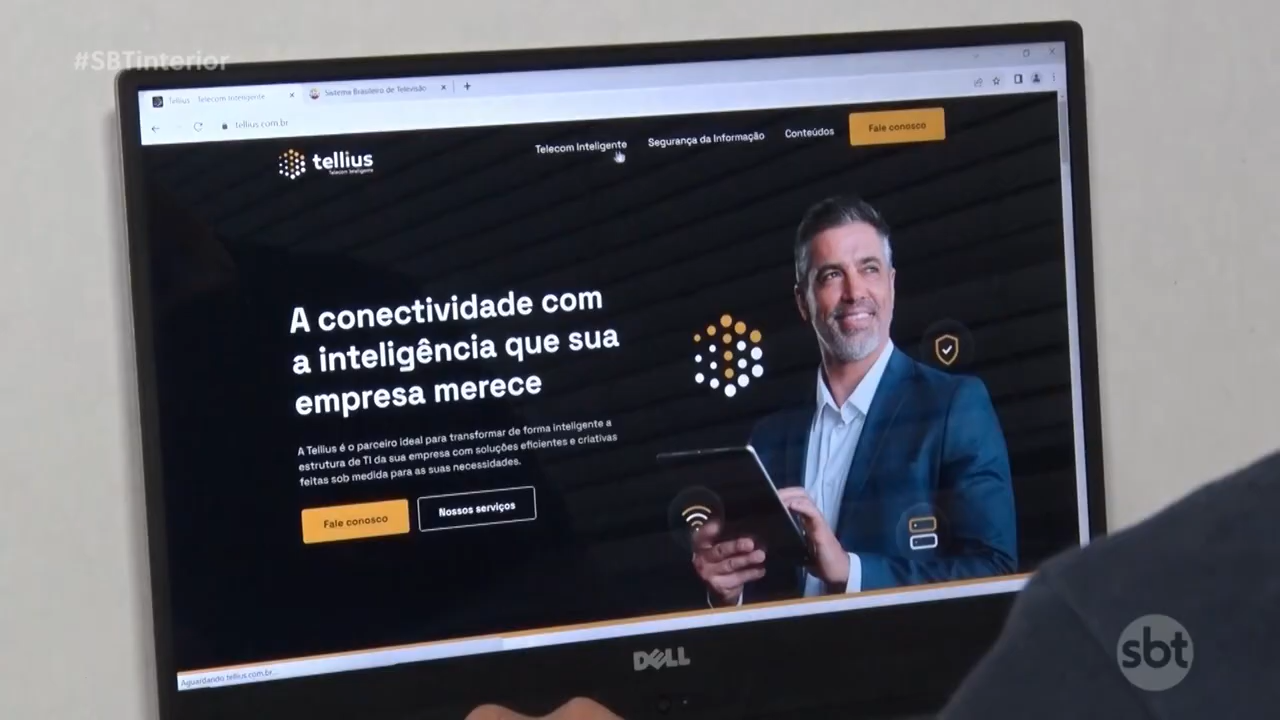 #SBTinterior
Tellius - Telecom Inteligente
Sistema Brasileiro de Televisão
tellius.com.br
tellius
Telecom Inteligente
Telecom Inteligente
Segurança da Informação
Conteúdos
Fale conosco
A conectividade com
a inteligência que sua
empresa merece
A Tellius é o parceiro ideal para transformar de forma inteligente a
estrutura de TI da sua empresa com soluções eficientes e criativas
feitas sob medida para as suas necessidades.
Fale conosco
Nossos serviços
Aguardando tellius.com.br...
DELL
sbt